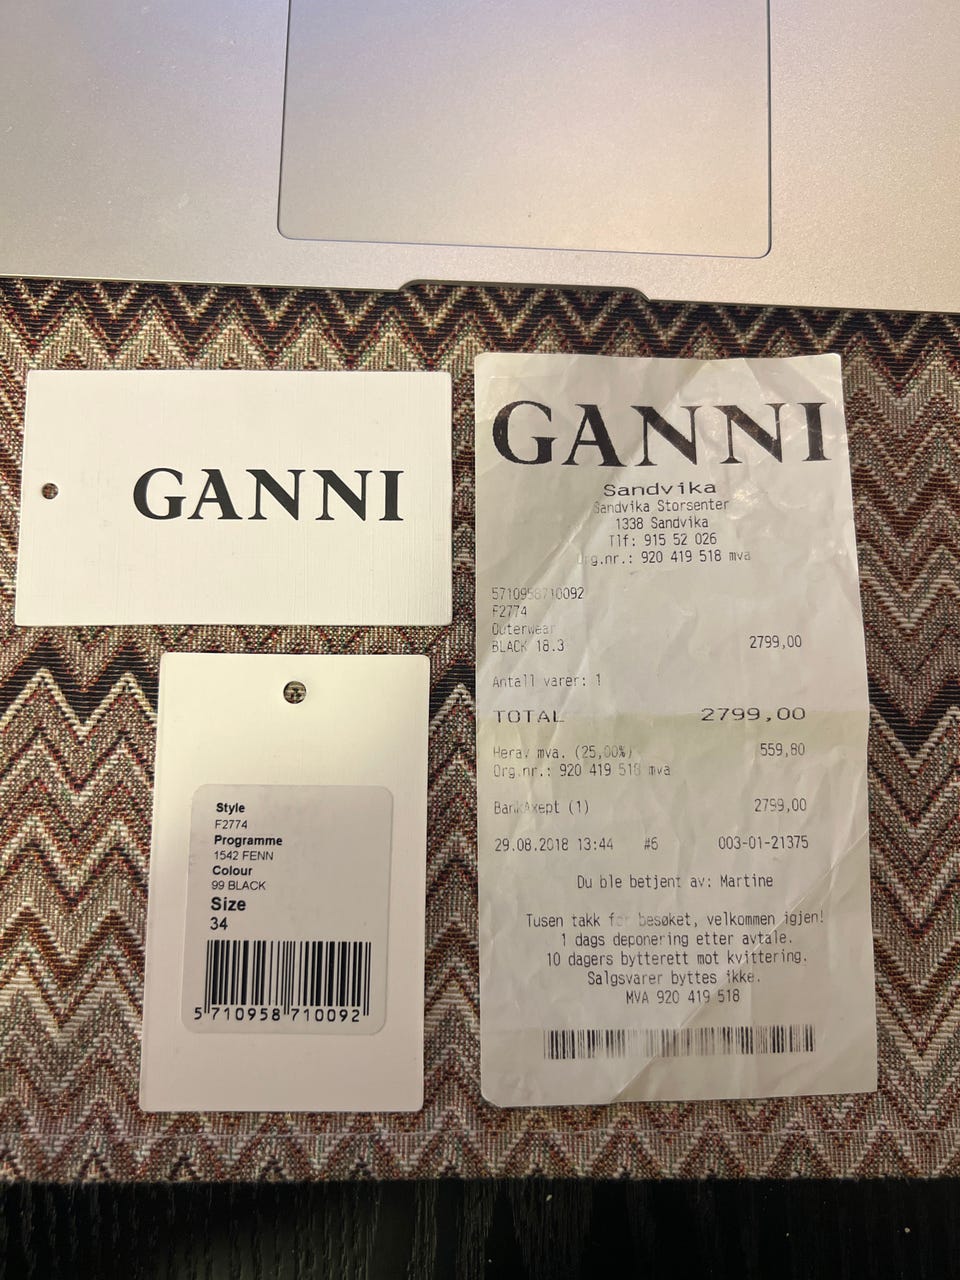 GANNI
Style
F2774
Programme
1542 FENN
Colour
99 BLACK
Size
34
5 710958 710092
GANNI
Sandvika
Sandvika Storsenter
1338 Sandvika
Tlf: 915 52 026
Org.nr.: 920 419 518 mva
5710958710092
F2774
Outerwear
BLACK 18.3 2799,00
Antall varer: 1
TOTAL 2799,00
Herav mva. (25,00%) 559,80
Org.nr.: 920 419 518 mva
BankAxept (1) 2799,00
29.08.2018 13:44 #6 003-01-21375
Du ble betjent av: Martine
Tusen takk for besøket, velkommen igjen!
1 dags deponering etter avtale.
10 dagers bytterett mot kvittering.
Salgsvarer byttes ikke.
MVA 920 419 518